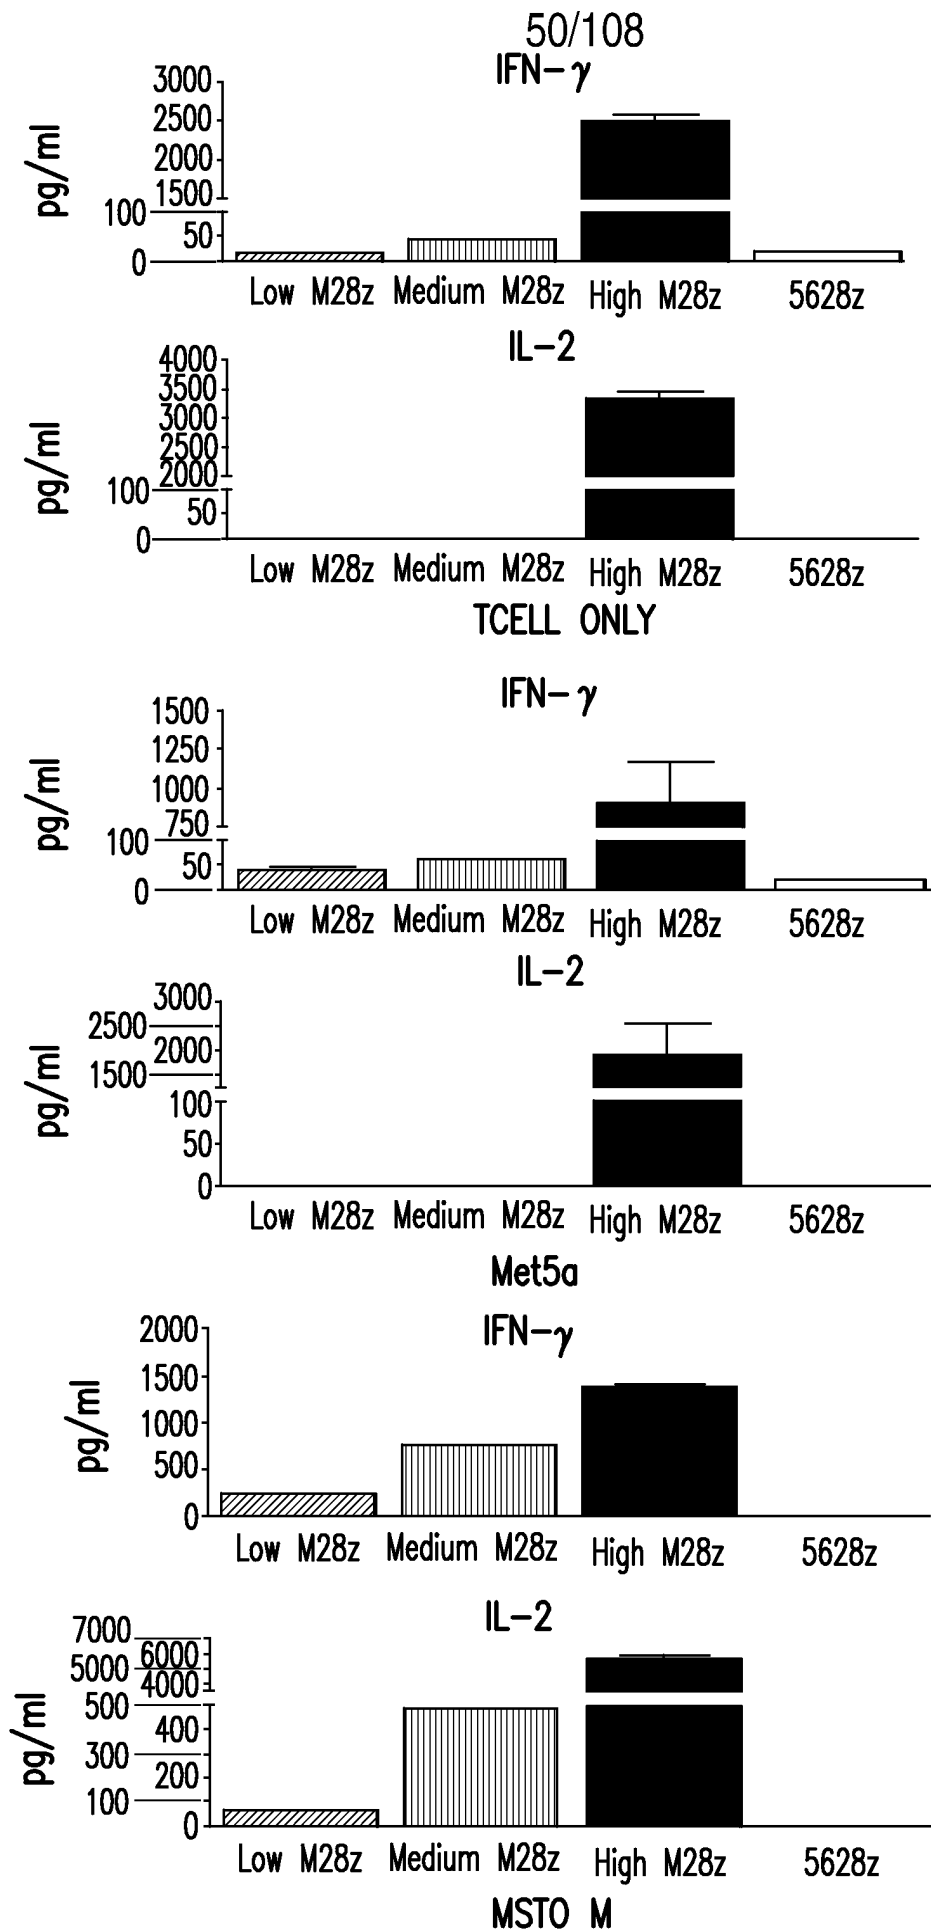 50/108
IFN-γ
3000
2500
2000
1500
100
50
0
pg/ml
Low M28z Medium M28z High M28z 5628z
IL-2
4000
3500
3000
2500
2000
100
50
0
pg/ml
Low M28z Medium M28z High M28z 5628z
TCELL ONLY
IFN-γ
1500
1250
1000
750
100
50
0
pg/ml
Low M28z Medium M28z High M28z 5628z
IL-2
3000
2500
2000
1500
100
50
0
pg/ml
Low M28z Medium M28z High M28z 5628z
Met5a
IFN-γ
2000
1500
1000
500
0
pg/ml
Low M28z Medium M28z High M28z 5628z
IL-2
7000
6000
5000
4000
500
400
300
200
100
0
pg/ml
Low M28z Medium M28z High M28z 5628z
MSTO M